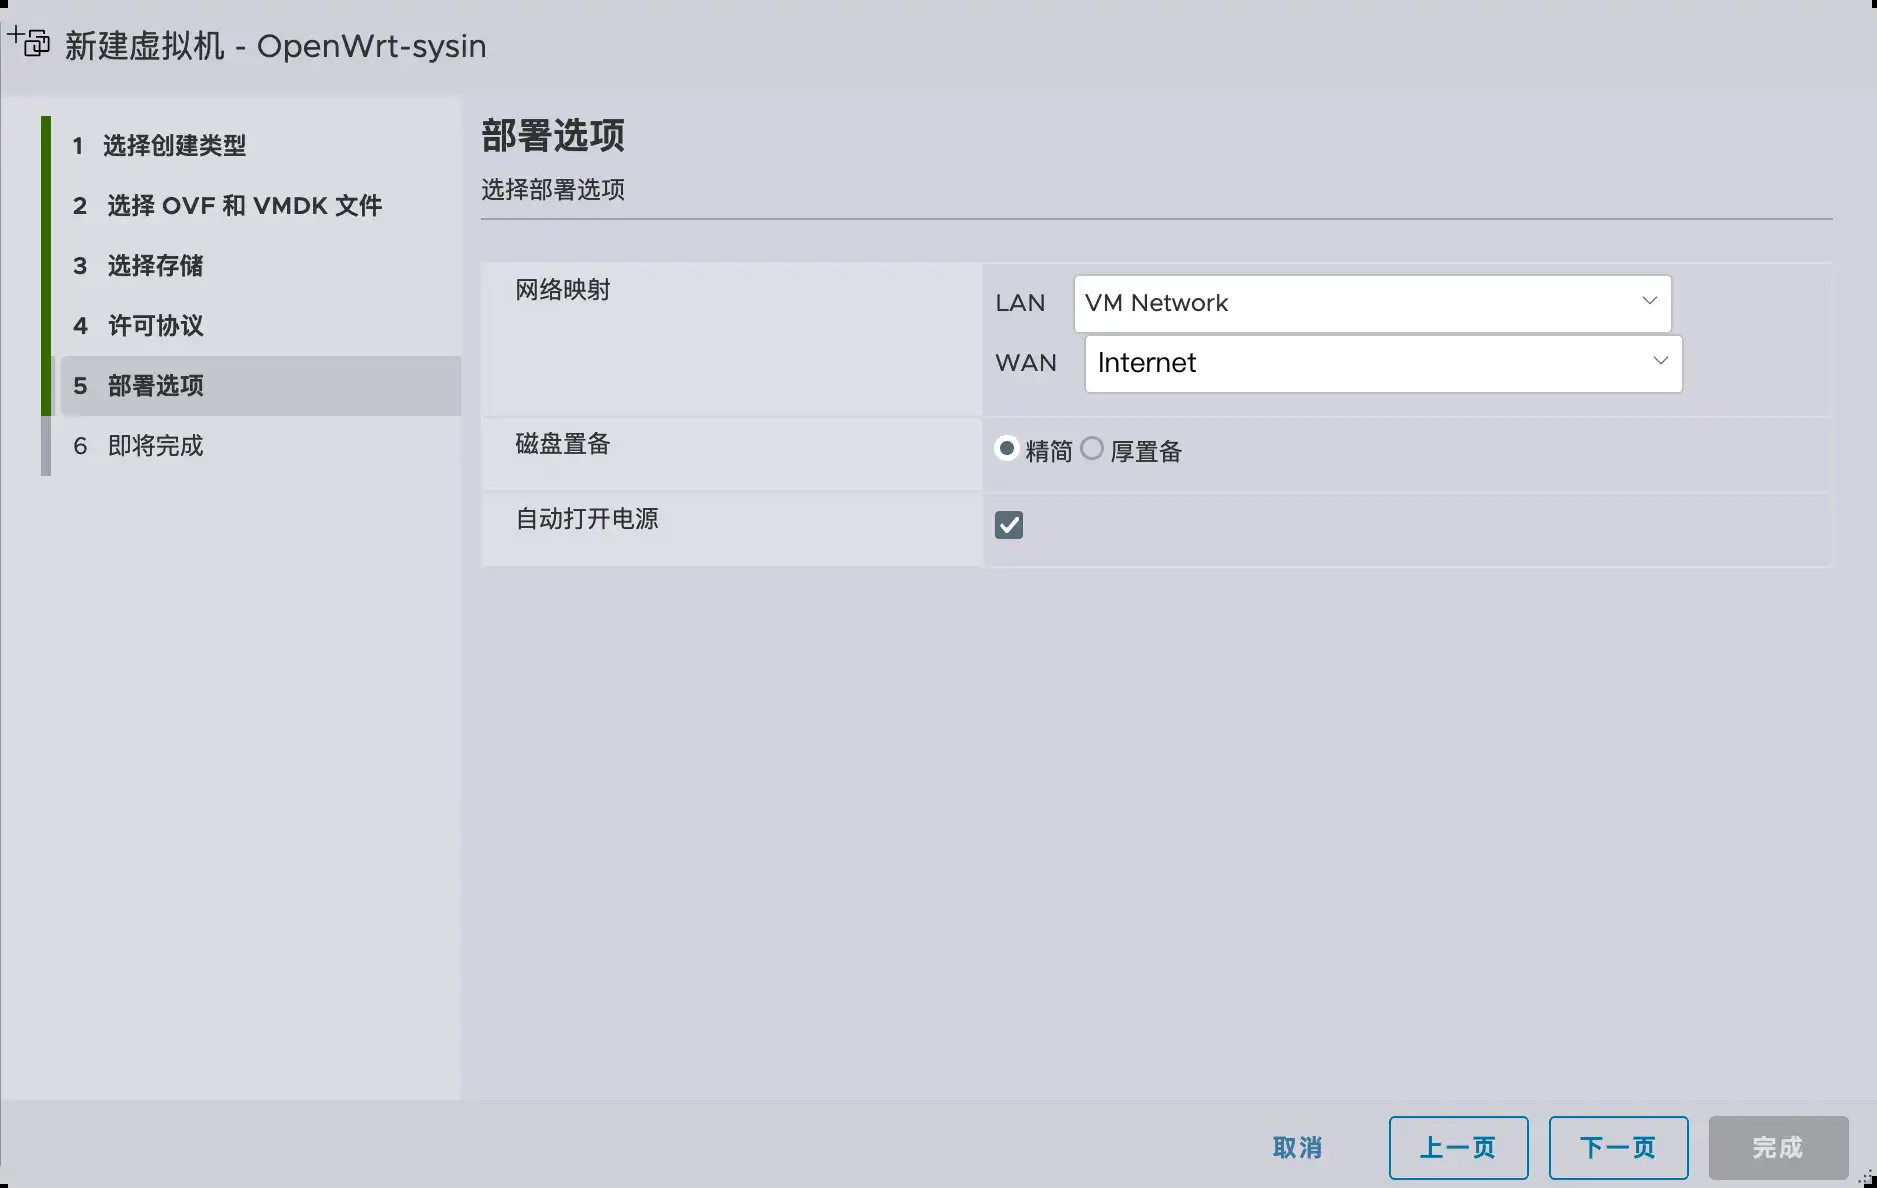 新建虚拟机 - OpenWrt-sysin
1 选择创建类型
2 选择 OVF 和 VMDK 文件
3 选择存储
4 许可协议
5 部署选项
6 即将完成
部署选项
选择部署选项
网络映射
LAN VM Network
WAN Internet
磁盘置备
精简 厚置备
自动打开电源
取消 上一页 下一页 完成